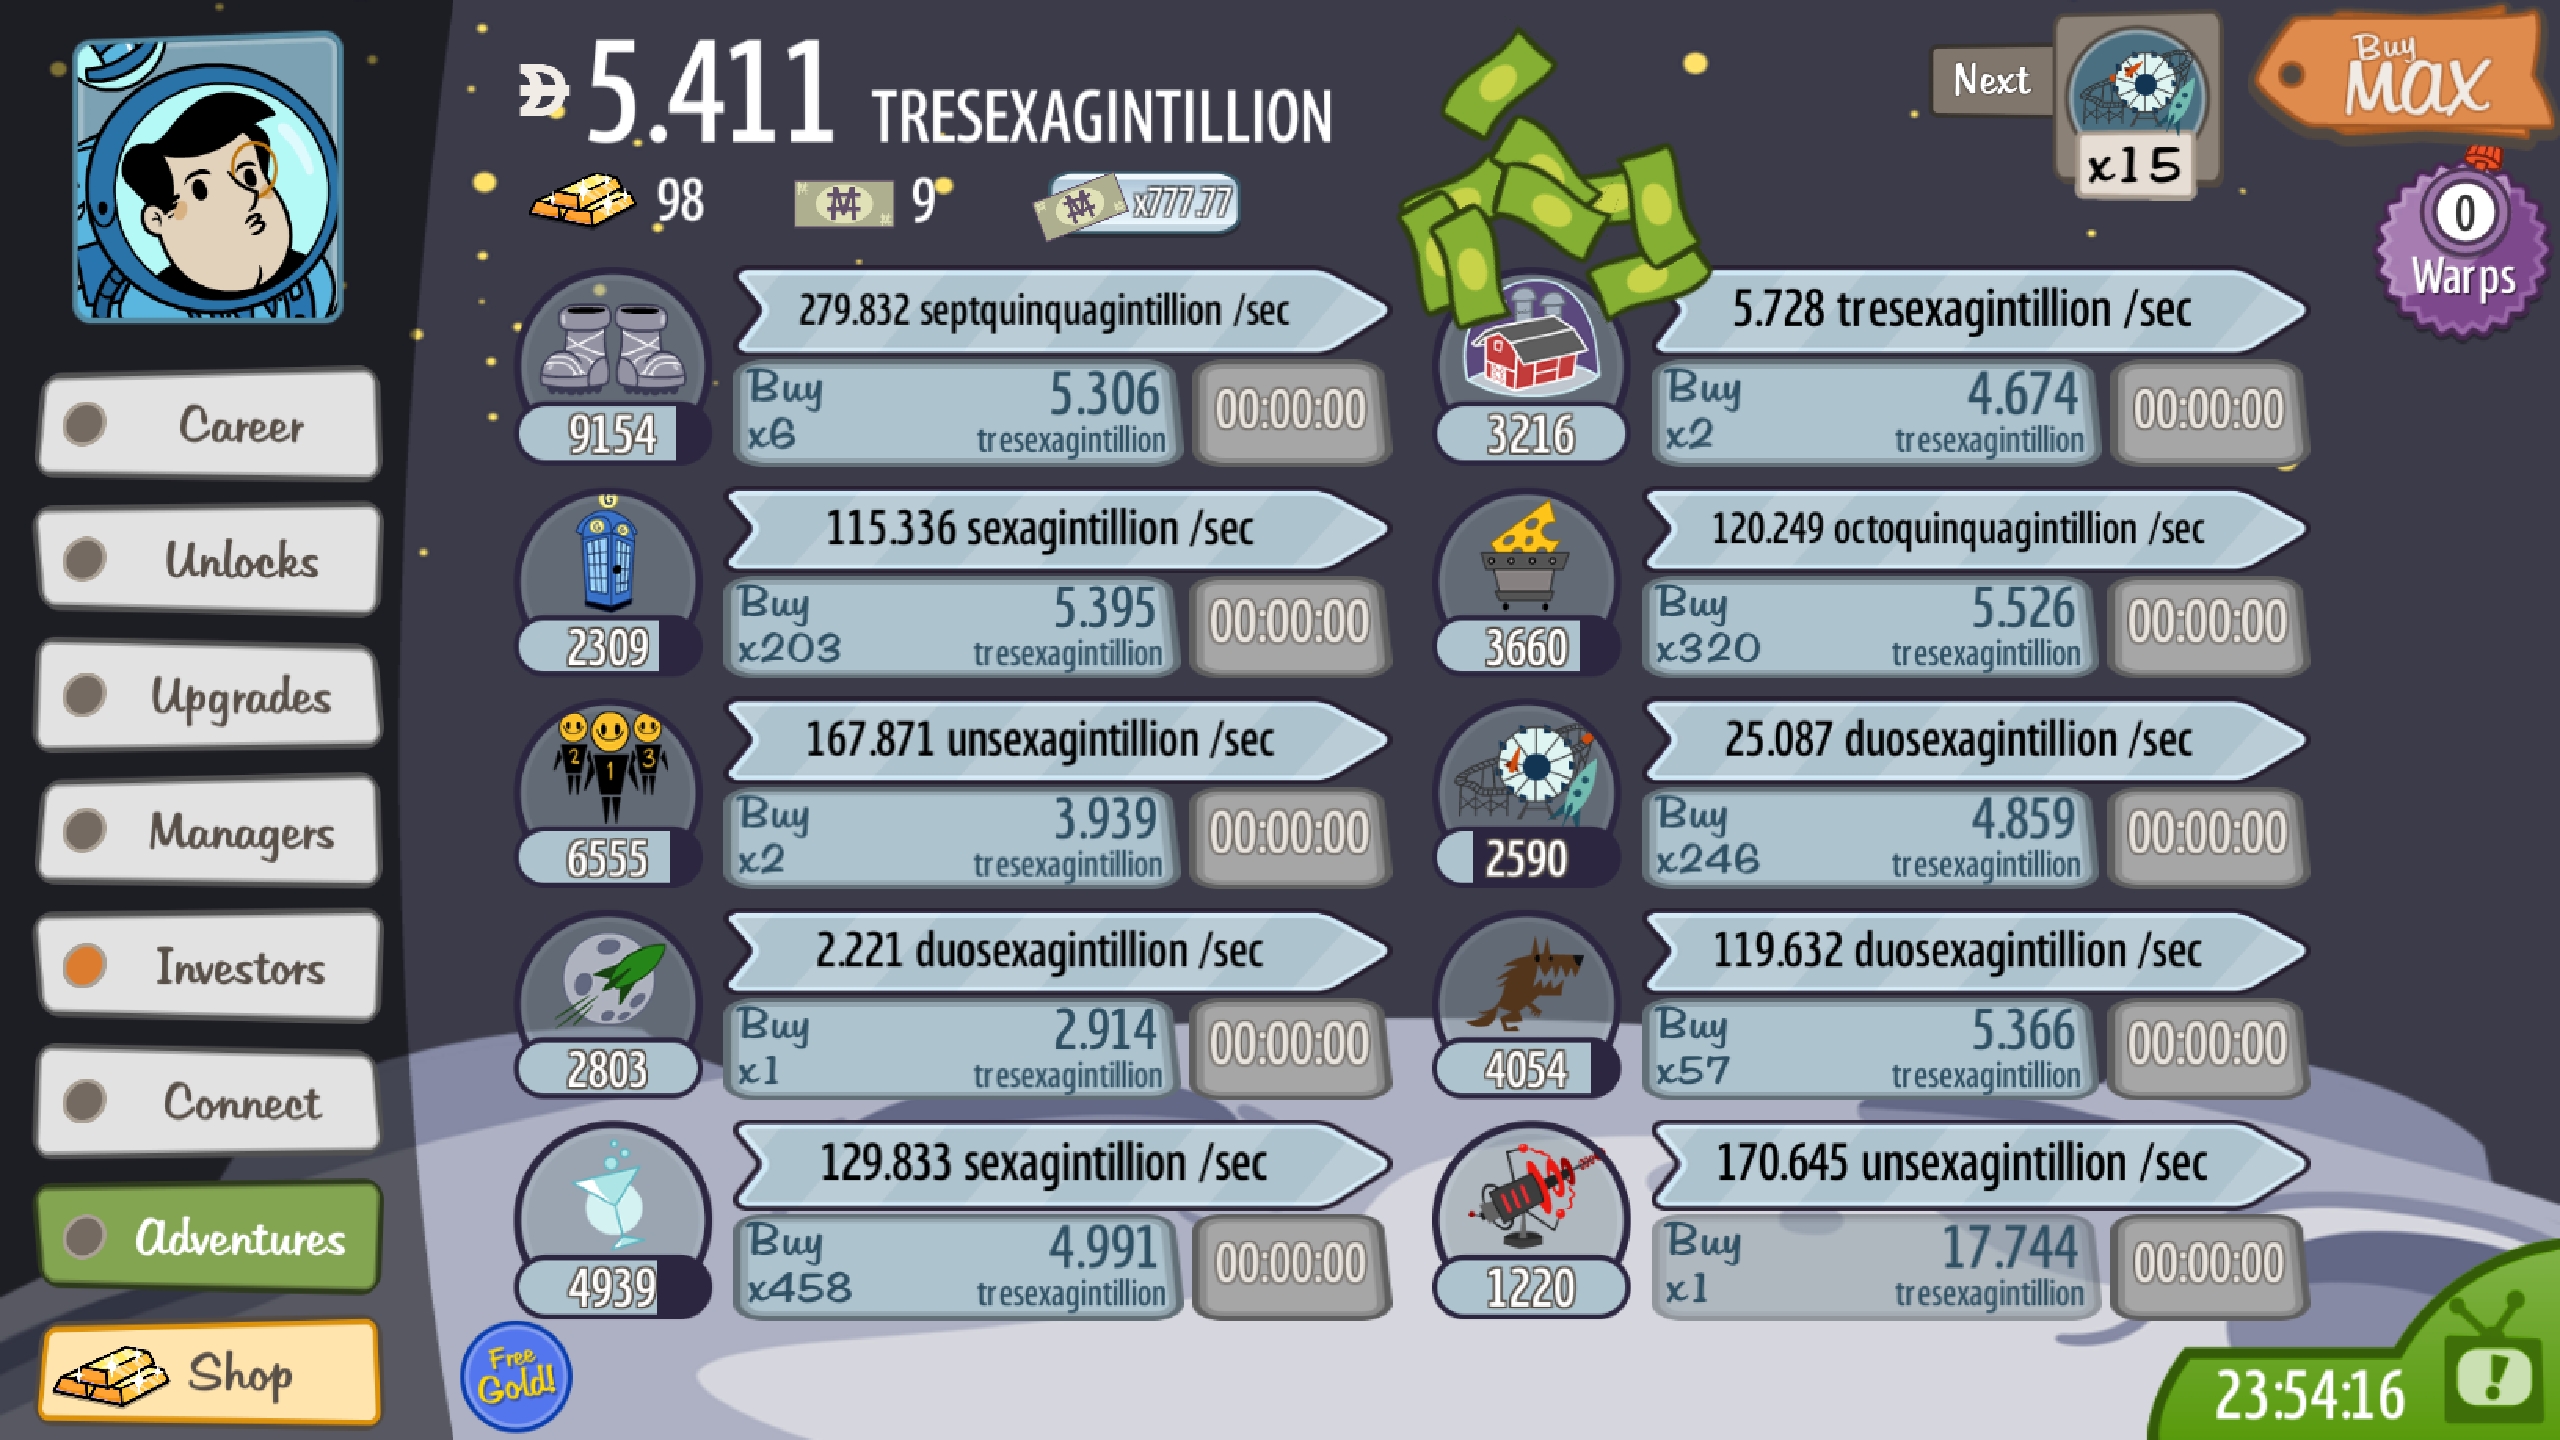 5.411 TRESEXAGINTILLION
98
9
x777.77
Next
x15
Buy
MAX
0
Warps
Career
Unlocks
Upgrades
Managers
Investors
Connect
Adventures
Shop
279.832 septquinquagintillion /sec
9154
Buy
x6
5.306
tresexagintillion
00:00:00
5.728 tresexagintillion /sec
3216
Buy
x2
4.674
tresexagintillion
00:00:00
G
G G
115.336 sexagintillion /sec
2309
Buy
x203
5.395
tresexagintillion
00:00:00
120.249 octoquinquagintillion /sec
3660
Buy
x320
5.526
tresexagintillion
00:00:00
2 1 3
167.871 unsexagintillion /sec
6555
Buy
x2
3.939
tresexagintillion
00:00:00
25.087 duosexagintillion /sec
2590
Buy
x246
4.859
tresexagintillion
00:00:00
2.221 duosexagintillion /sec
2803
Buy
x1
2.914
tresexagintillion
00:00:00
119.632 duosexagintillion /sec
4054
Buy
x57
5.366
tresexagintillion
00:00:00
129.833 sexagintillion /sec
4939
Buy
x458
4.991
tresexagintillion
00:00:00
170.645 unsexagintillion /sec
1220
Buy
x1
17.744
tresexagintillion
00:00:00
Free
Gold!
23:54:16
!